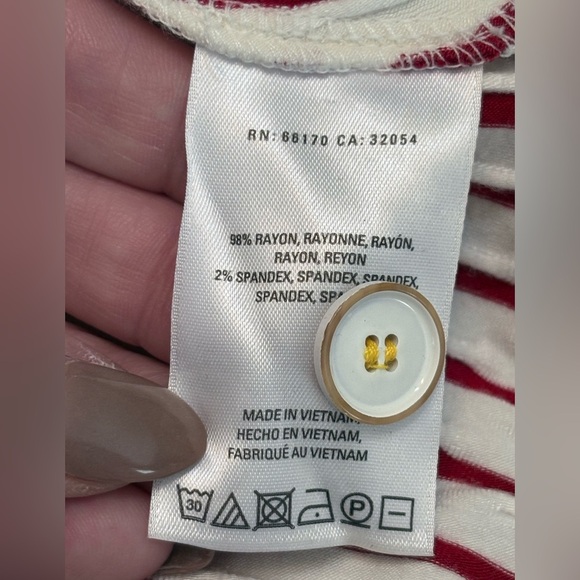 RN: 66170 CA: 32054
98% RAYON, RAYONNE, RAYÓN,
RAYON, REYON
2% SPANDEX, SPANDEX, SPANDEX,
SPANDEX,
MADE IN VIETNAM,
HECHO EN VIETNAM,
FABRIQUÉ AU VIETNAM
30 P